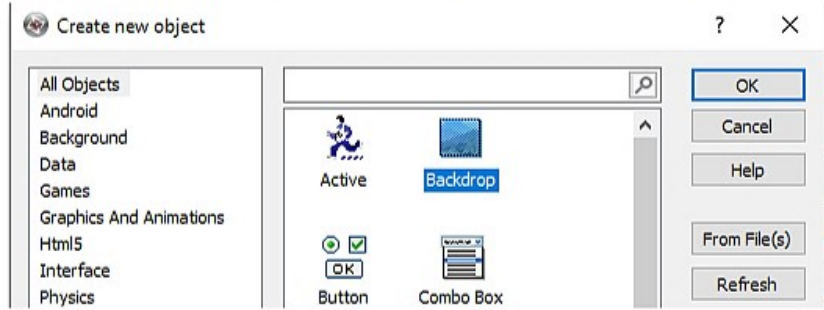 Create new object
?
All Objects
Android
Background
Data
Games
Graphics And Animations
Html5
Interface
Physics
Active
Backdrop
OK
Button
Combo Box
OK
Cancel
Help
From File(s)
Refresh